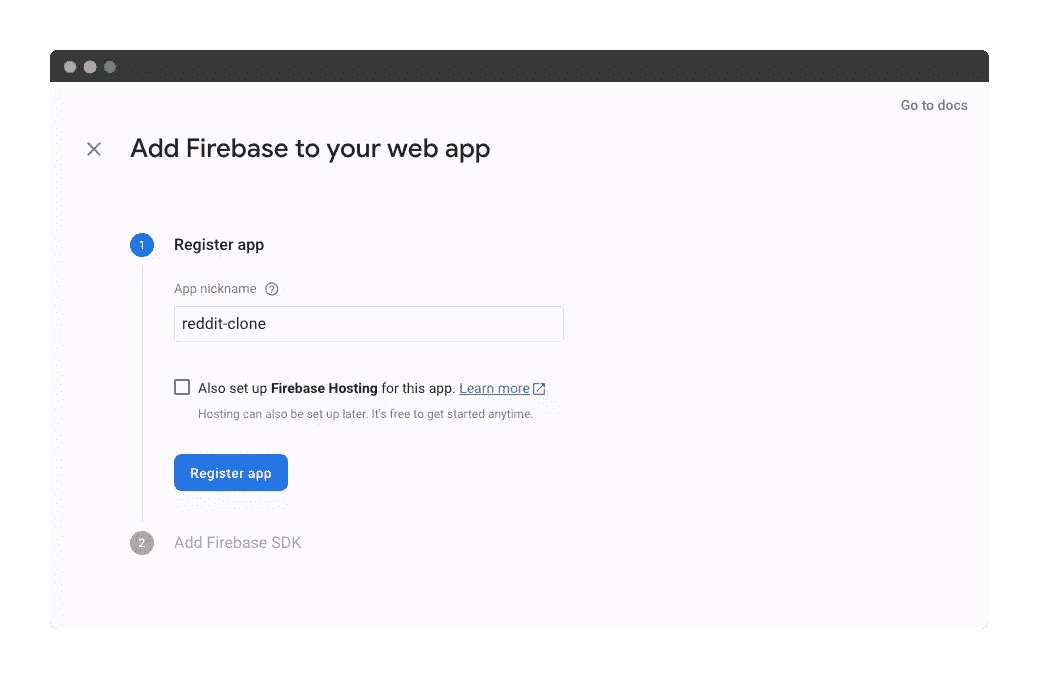 Go to docs
Add Firebase to your web app
1
Register app
App nickname
reddit-clone
Also set up Firebase Hosting for this app. Learn more
Hosting can also be set up later. It's free to get started anytime.
Register app
2
Add Firebase SDK